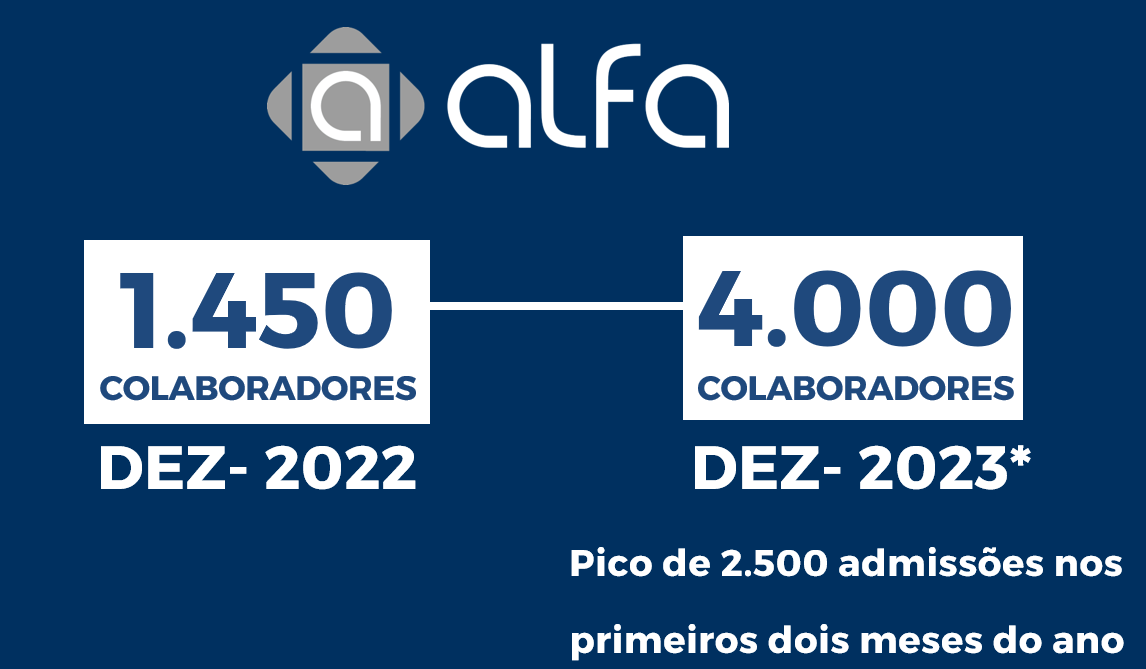 a alfa
1.450
COLABORADORES
DEZ- 2022
4.000
COLABORADORES
DEZ- 2023*
Pico de 2.500 admissões nos
primeiros dois meses do ano